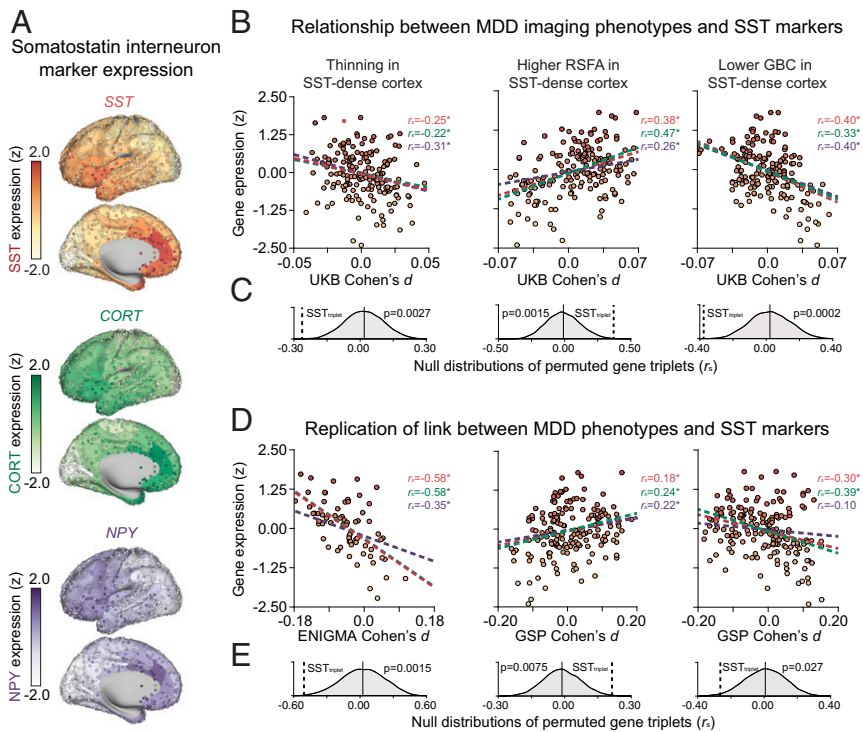 A
Somatostatin interneuron
marker expression
SST
2.0
SST expression (z)
-2.0
CORT
2.0
CORT expression (z)
-2.0
NPY
2.0
NPY expression (z)
-2.0
B
Relationship between MDD imaging phenotypes and SST markers
Thinning in
SST-dense cortex
Higher RSFA in
SST-dense cortex
Lower GBC in
SST-dense cortex
Gene epression (z)
2.50
1.25
0.00
-1.25
-2.50
rₛ=-0.25*
rₛ=-0.22*
rₛ=-0.31*
-0.05 0.0 0.05
UKB Cohen's d
rₛ=0.38*
rₛ=0.47*
rₛ=0.26*
-0.07 0.0 0.07
UKB Cohen's d
rₛ=-0.40*
rₛ=-0.33*
rₛ=-0.40*
-0.07 0.0 0.07
UKB Cohen's d
C
SSTtriplet p=0.0027
-0.30 0.00 0.30
p=0.0015 SSTtriplet
-0.50 0.00 0.50
SSTtriplet p=0.0002
-0.40 0.00 0.40
Null distributions of permuted gene triplets (rₛ)
D
Replication of link between MDD phenotypes and SST markers
Gene expression (z)
2.50
1.25
0.00
-1.25
-2.50
rₛ=-0.58*
rₛ=-0.58*
rₛ=-0.35*
-0.18 0.0 0.18
ENIGMA Cohen's d
rₛ=0.18*
rₛ=0.24*
rₛ=0.22*
-0.20 0.0 0.20
GSP Cohen's d
rₛ=-0.30*
rₛ=-0.39*
rₛ=-0.10
-0.20 0.0 0.20
GSP Cohen's d
E
SSTtriplet p=0.0015
-0.60 0.00 0.60
p=0.0075 SSTtriplet
-0.30 0.00 0.30
SSTtriplet p=0.027
-0.40 0.00 0.40
Null distributions of permuted gene triplets (rₛ)